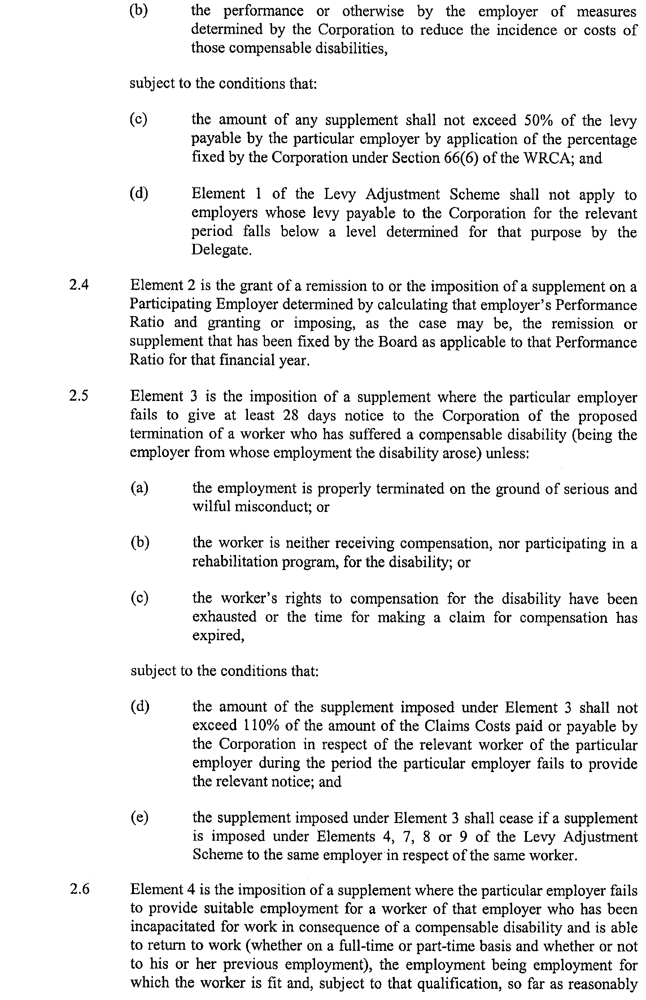 (b) the performance or otherwise by the employer of measures
determined by the Corporation to reduce the incidence or costs of
those compensable disabilities,
subject to the conditions that:
(c) the amount of any supplement shall not exceed 50% of the levy
payable by the particular employer by application of the percentage
fixed by the Corporation under Section 66(6) of the WRCA; and
(d) Element 1 of the Levy Adjustment Scheme shall not apply to
employers whose levy payable to the Corporation for the relevant
period falls below a level determined for that purpose by the
Delegate.
2.4 Element 2 is the grant of a remission to or the imposition of a supplement on a
Participating Employer determined by calculating that employer's Performance
Ratio and granting or imposing, as the case may be, the remission or
supplement that has been fixed by the Board as applicable to that Performance
Ratio for that financial year.
2.5 Element 3 is the imposition of a supplement where the particular employer
fails to give at least 28 days notice to the Corporation of the proposed
termination of a worker who has suffered a compensable disability (being the
employer from whose employment the disability arose) unless:
(a) the employment is properly terminated on the ground of serious and
wilful misconduct; or
(b) the worker is neither receiving compensation, nor participating in a
rehabilitation program, for the disability; or
(c) the worker's rights to compensation for the disability have been
exhausted or the time for making a claim for compensation has
expired,
subject to the conditions that:
(d) the amount of the supplement imposed under Element 3 shall not
exceed 110% of the amount of the Claims Costs paid or payable by
the Corporation in respect of the relevant worker of the particular
employer during the period the particular employer fails to provide
the relevant notice; and
(e) the supplement imposed under Element 3 shall cease if a supplement
is imposed under Elements 4, 7, 8 or 9 of the Levy Adjustment
Scheme to the same employer in respect of the same worker.
2.6 Element 4 is the imposition of a supplement where the particular employer fails
to provide suitable employment for a worker of that employer who has been
incapacitated for work in consequence of a compensable disability and is able
to return to work (whether on a full-time or part-time basis and whether or not
to his or her previous employment), the employment being employment for
which the worker is fit and, subject to that qualification, so far as reasonably